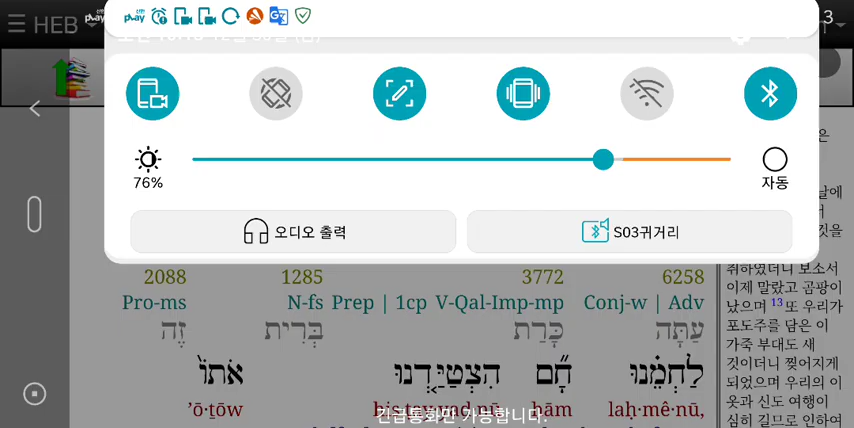 HEB
3
76%
자동
오디오 출력
S03귀거리
2088 1285 3772 6258
Pro-ms N-fs Prep | 1cp V-Qal-Imp-mp Conj-w | Adv
זֶה בְּרִית כָּרַת עַתָּה
אֹתוֹ֙ הִצְטַיַּ֣דְנוּ חָ֞ם לַחְמֵ֗נוּ
’ō·ṯōw ḥām laḥ·mê·nū,
긴급통화만 가능합니다.
은
날에
것을
취하였더니 보소서
이제 말랐고 곰팡이
났으며 13 또 우리가
포도주를 담은 이
가죽 부대도 새
것이더니 찢어지게
되었으며 우리의 이
옷과 신도 여행이
심히 길므로 인하여